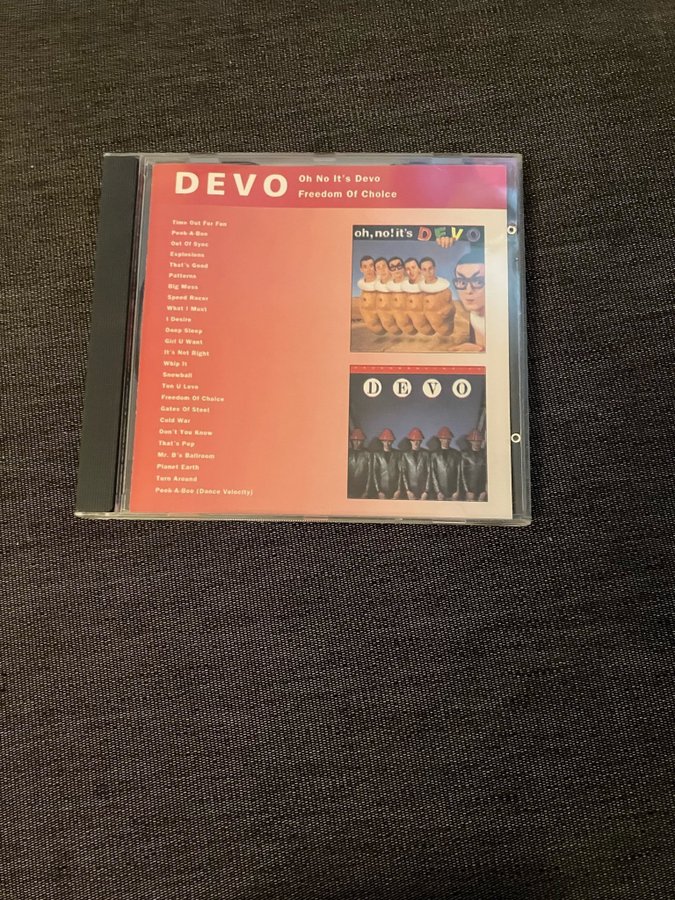 DEVO
Oh No It's Devo
Freedom Of Choice
Time Out For Fun
Peek-A-Boo
Out Of Sync
Explosions
That's Good
Patterns
Big Mess
Speed Racer
What I Must
I Desire
Deep Sleep
Girl U Want
It's Not Right
Whip It
Snowball
Ton U Love
Freedom Of Choice
Gates Of Steel
Cold War
Don't You Know
That's Pep
Mr. B's Ballroom
Planet Earth
Turn Around
Peek-A-Boo (Dance Velocity)
oh, no! it's DEVO
DEVO